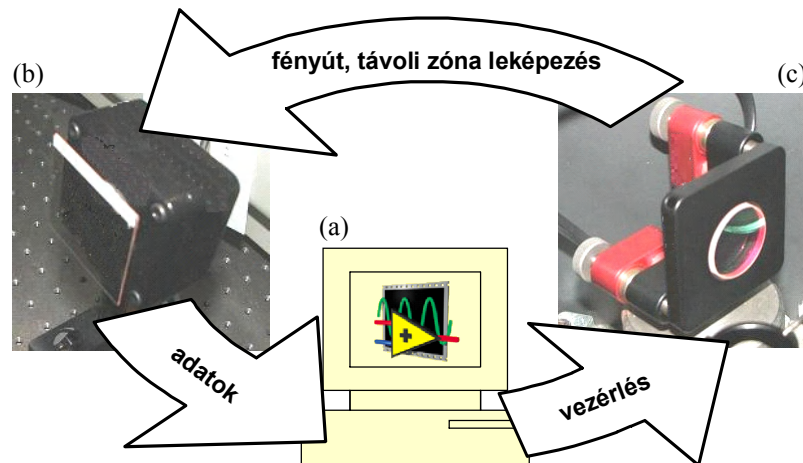 fényút, távoli zóna leképezés
(b)
(c)
(a)
adatok
vezérlés